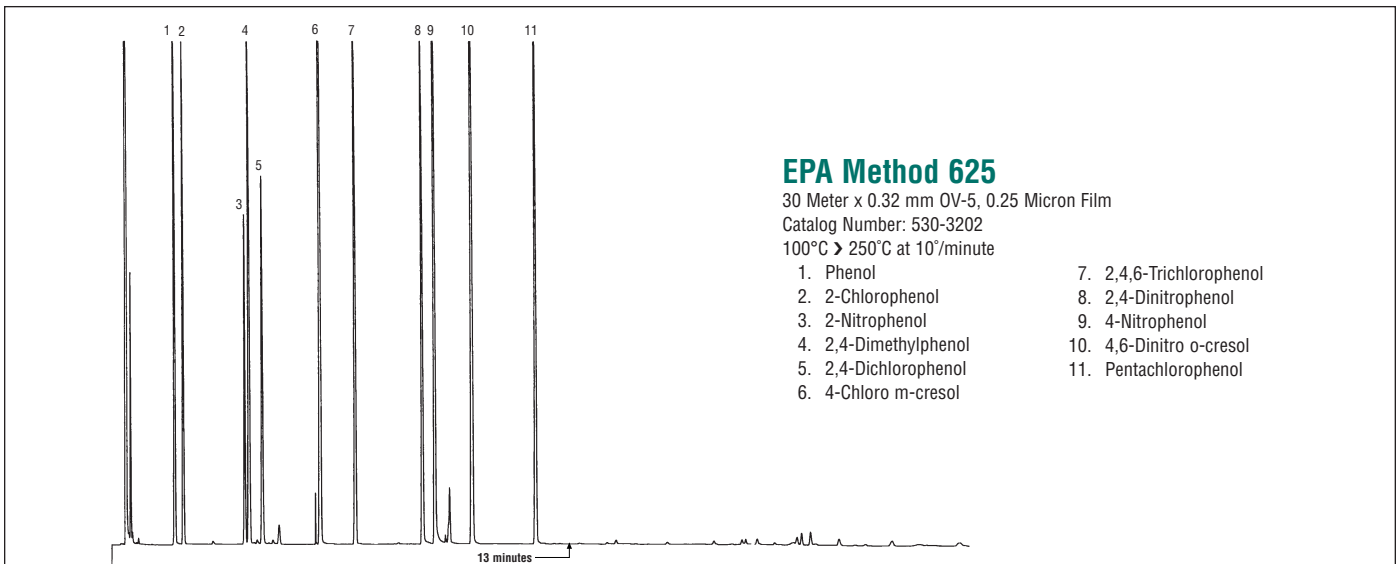 1 2 4 6 7 8 9 10 11
5
3
EPA Method 625
30 Meter x 0.32 mm OV-5, 0.25 Micron Film
Catalog Number: 530-3202
100°C › 250°C at 10°/minute
1. Phenol
2. 2-Chlorophenol
3. 2-Nitrophenol
4. 2,4-Dimethylphenol
5. 2,4-Dichlorophenol
6. 4-Chloro m-cresol
7. 2,4,6-Trichlorophenol
8. 2,4-Dinitrophenol
9. 4-Nitrophenol
10. 4,6-Dinitro o-cresol
11. Pentachlorophenol
13 minutes